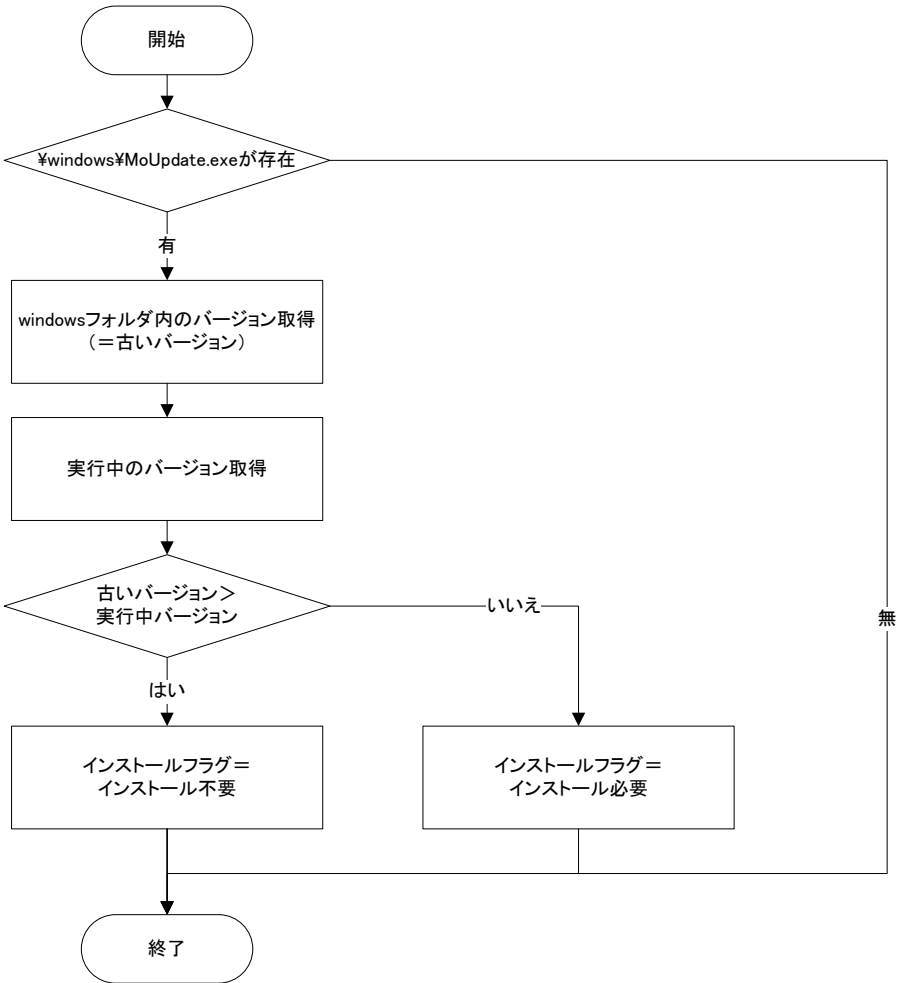 開始
¥windows¥MoUpdate.exeが存在
有
windowsフォルダ内のバージョン取得
（＝古いバージョン）
実行中のバージョン取得
古いバージョン＞
実行中バージョン
いいえ
無
はい
インストールフラグ＝
インストール不要
インストールフラグ＝
インストール必要
終了